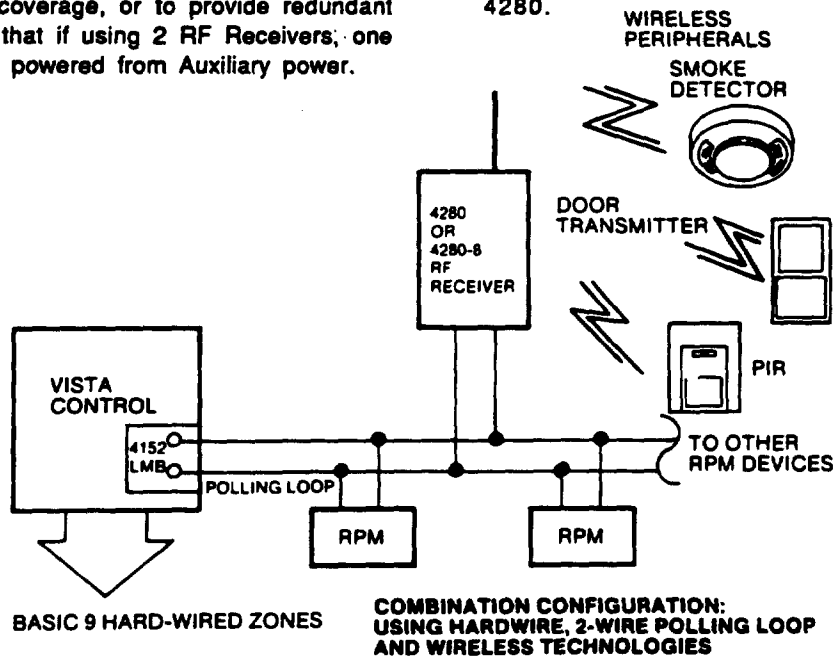 coverage, or to provide redundant
that if using 2 RF Receivers, one
powered from Auxiliary power.
4280.
WIRELESS
PERIPHERALS
SMOKE
DETECTOR
4280
OR
4280-8
RF
RECEIVER
DOOR
TRANSMITTER
PIR
VISTA
CONTROL
4152
LMB
POLLING LOOP
TO OTHER
RPM DEVICES
RPM
RPM
BASIC 9 HARD-WIRED ZONES
COMBINATION CONFIGURATION:
USING HARDWIRE, 2-WIRE POLLING LOOP
AND WIRELESS TECHNOLOGIES